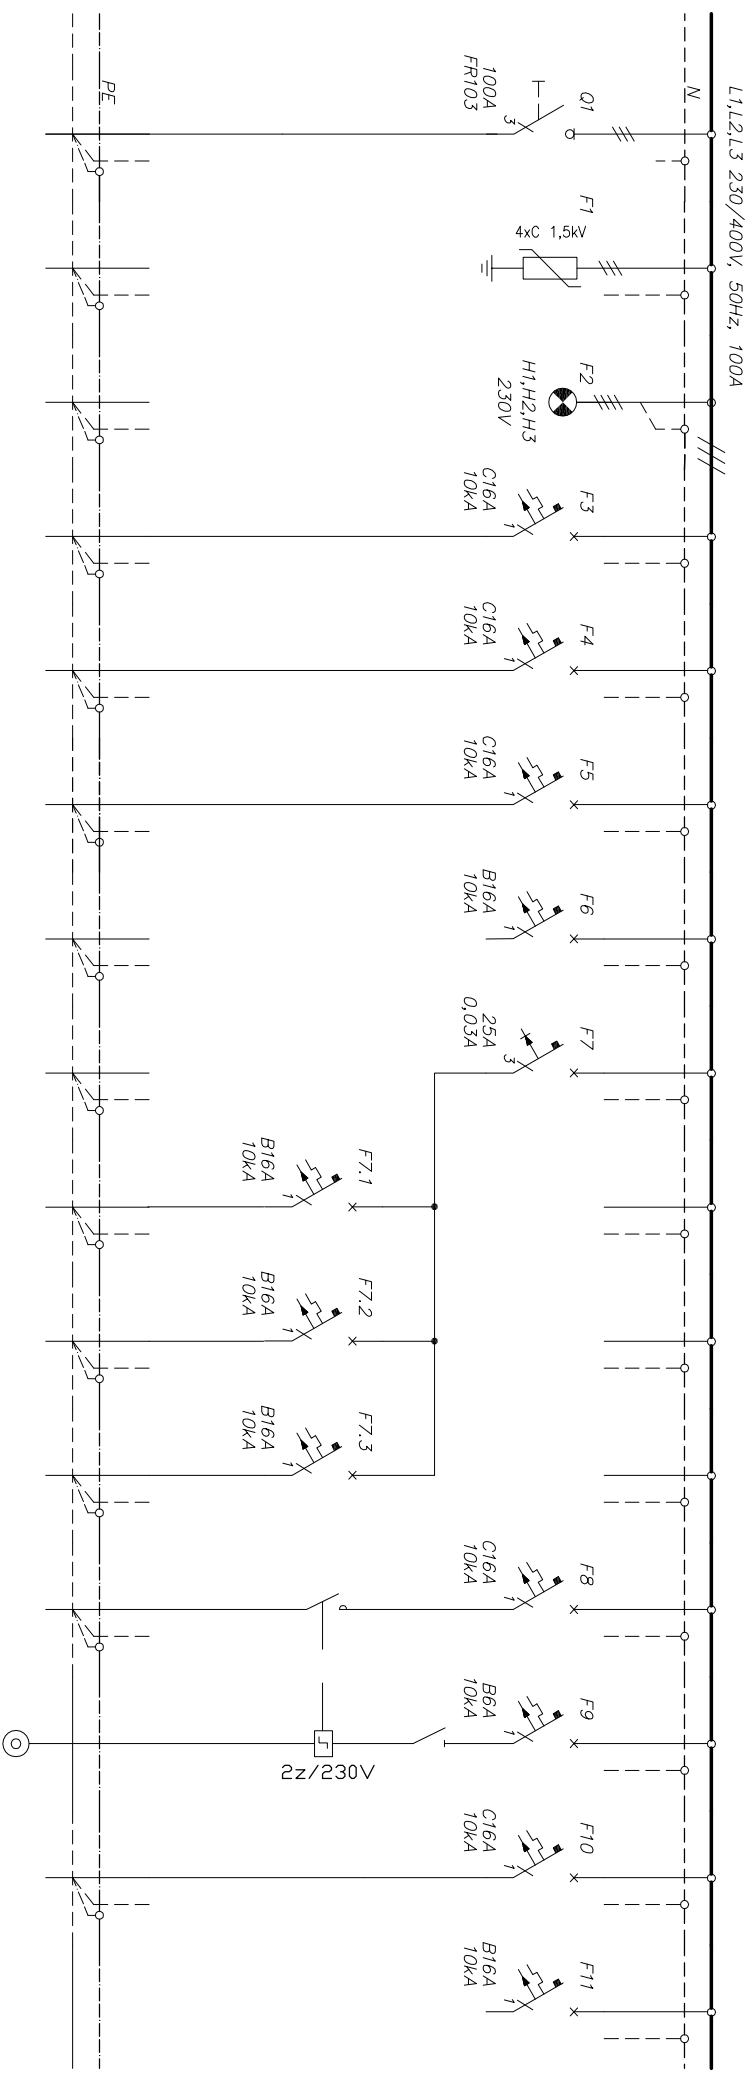 L1,L2,L3 230/400V, 50Hz, 100A
N
PE
Q1
3
100A
FR103
F1
4xC 1,5kV
F2
H1,H2,H3
230V
F3
1
C16A
10kA
F4
1
C16A
10kA
F5
1
C16A
10kA
F6
1
B16A
10kA
F7
3
25A
0,03A
F7.1
1
B16A
10kA
F7.2
1
B16A
10kA
F7.3
1
B16A
10kA
F8
1
C16A
10kA
F9
1
B6A
10kA
2z/230V
F10
1
C16A
10kA
F11
1
B16A
10kA